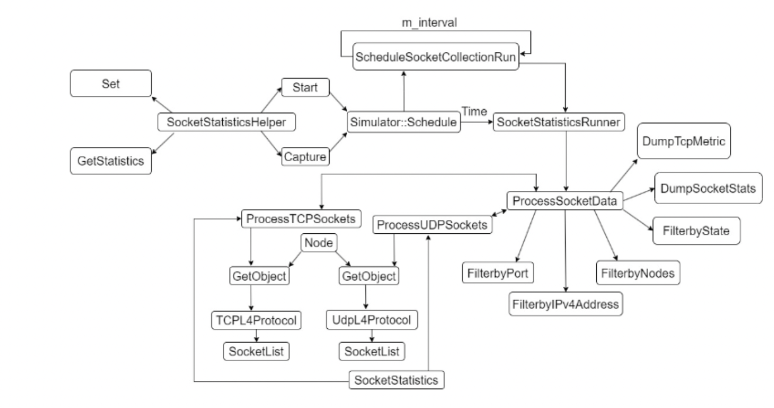 m_interval
ScheduleSocketCollectionRun
Set
Start
SocketStatisticsHelper
Simulator::Schedule
Time
SocketStatisticsRunner
GetStatistics
Capture
DumpTcpMetric
DumpSocketStats
ProcessSocketData
FilterbyState
ProcessTCPSockets
ProcessUDPSockets
Node
GetObject
GetObject
FilterbyPort
FilterbyNodes
FilterbyIPv4Address
TCPL4Protocol
UdpL4Protocol
SocketList
SocketList
SocketStatistics